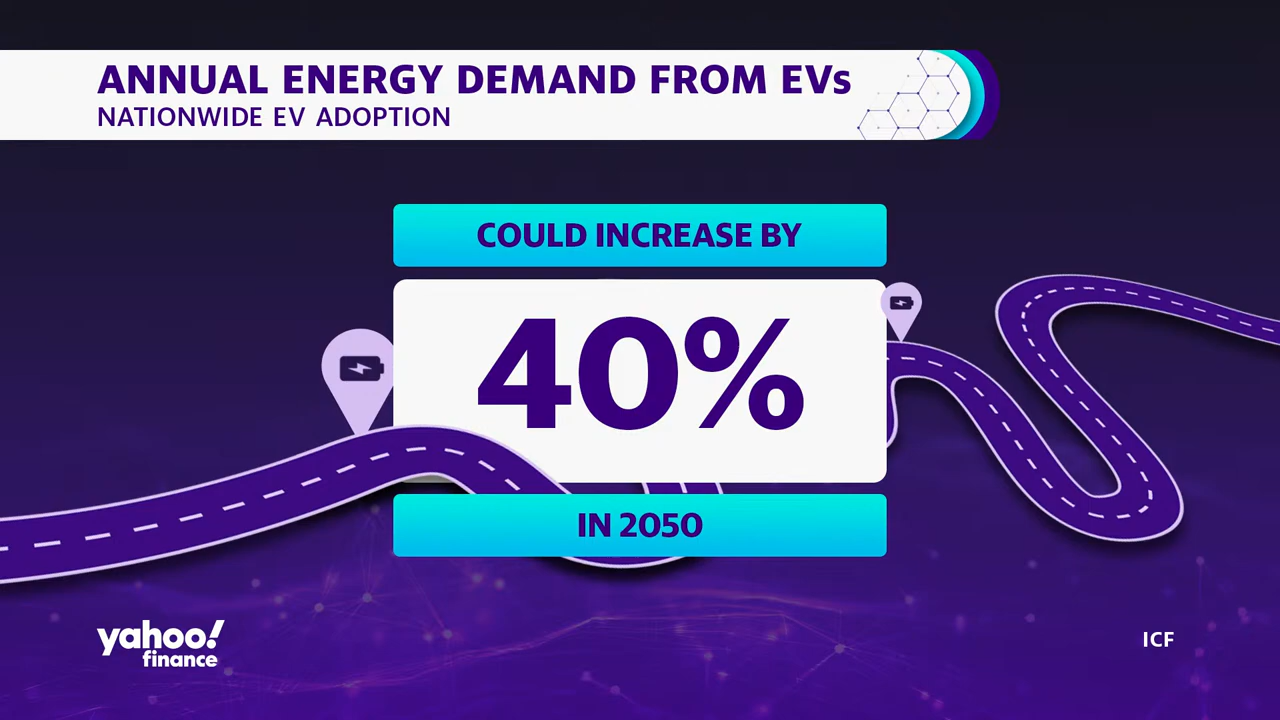 ANNUAL ENERGY DEMAND FROM EVs
NATIONWIDE EV ADOPTION
COULD INCREASE BY
40%
IN 2050
yahoo!
finance
ICF